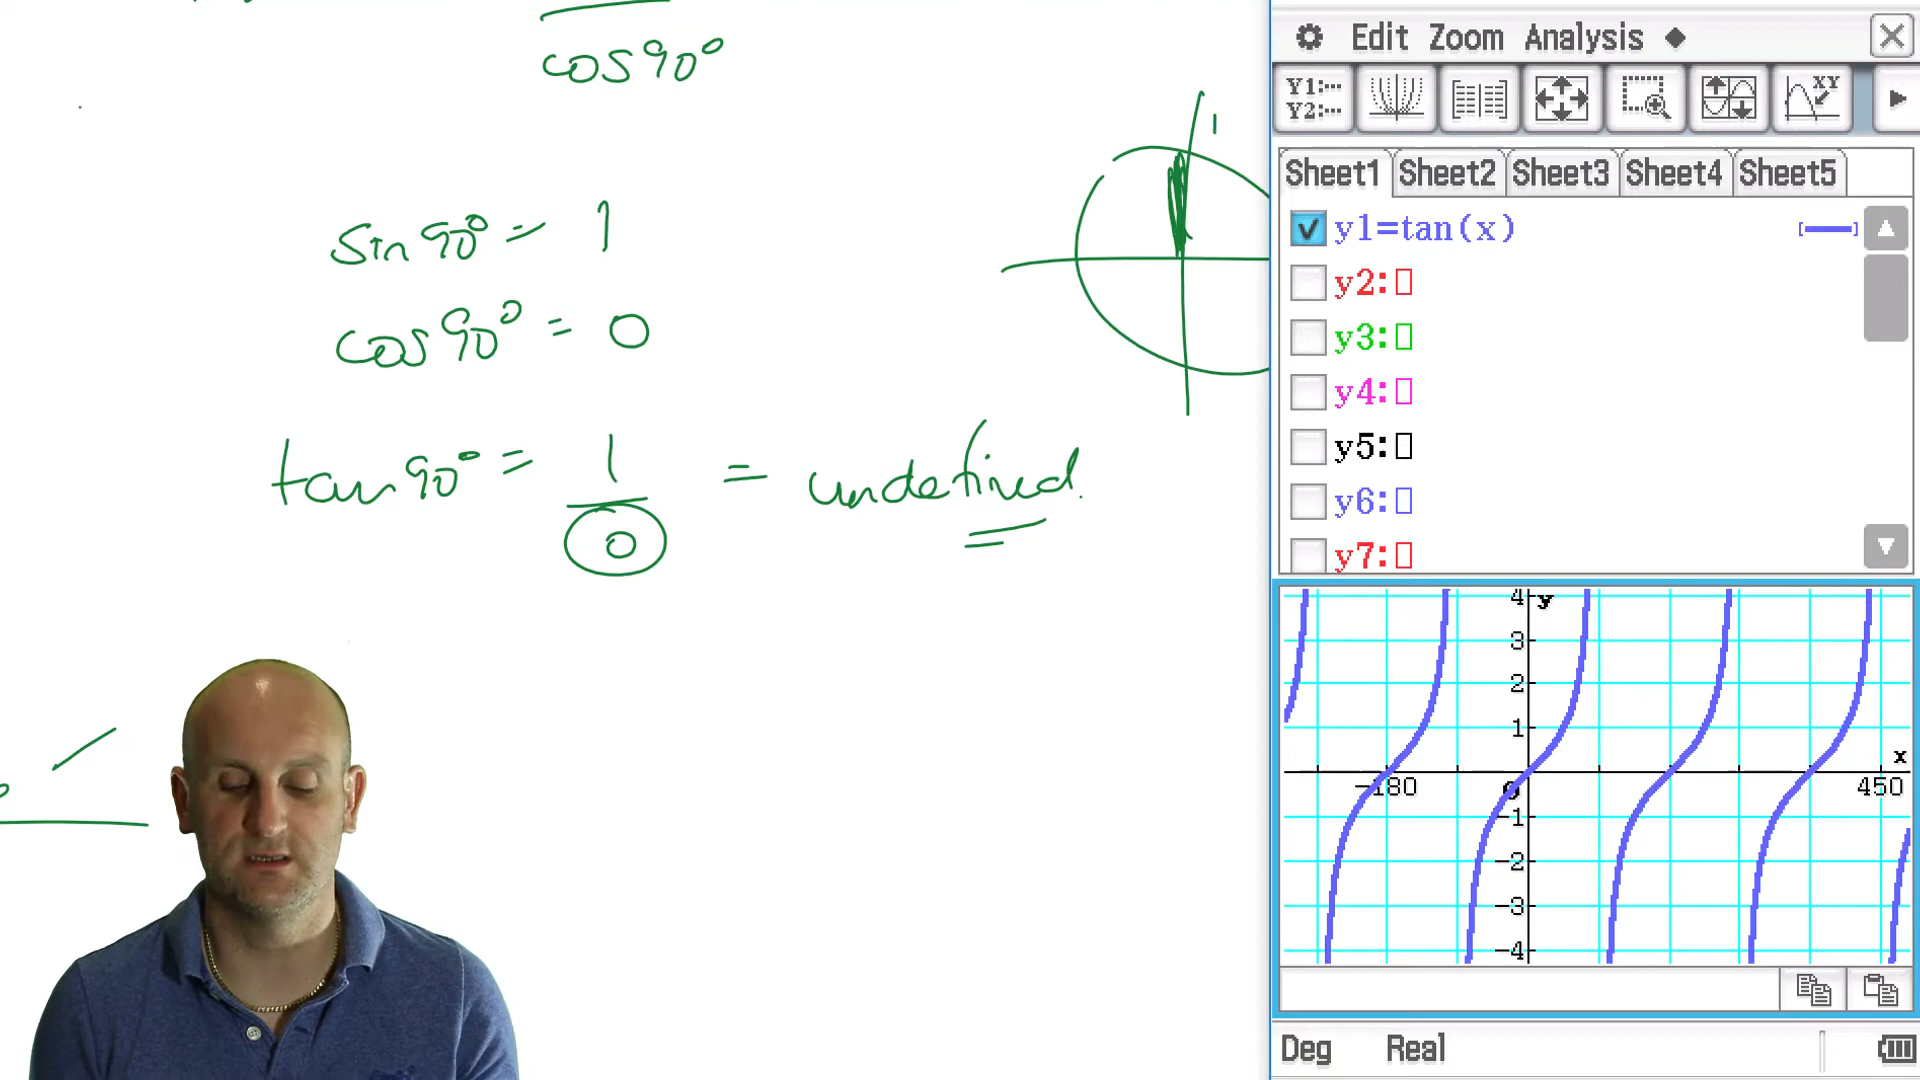 cos 90°
sin 90° = 1
cos 90° = 0
tan 90° = 1/0 = undefined.
1
Edit Zoom Analysis ◆
Y1:···
Y2:···
XY
Sheet1 Sheet2 Sheet3 Sheet4 Sheet5
y1=tan(x)
y2:
y3:
y4:
y5:
y6:
y7:
4 y
3
2
1
x
-180 0 450
-1
-2
-3
-4
Deg Real